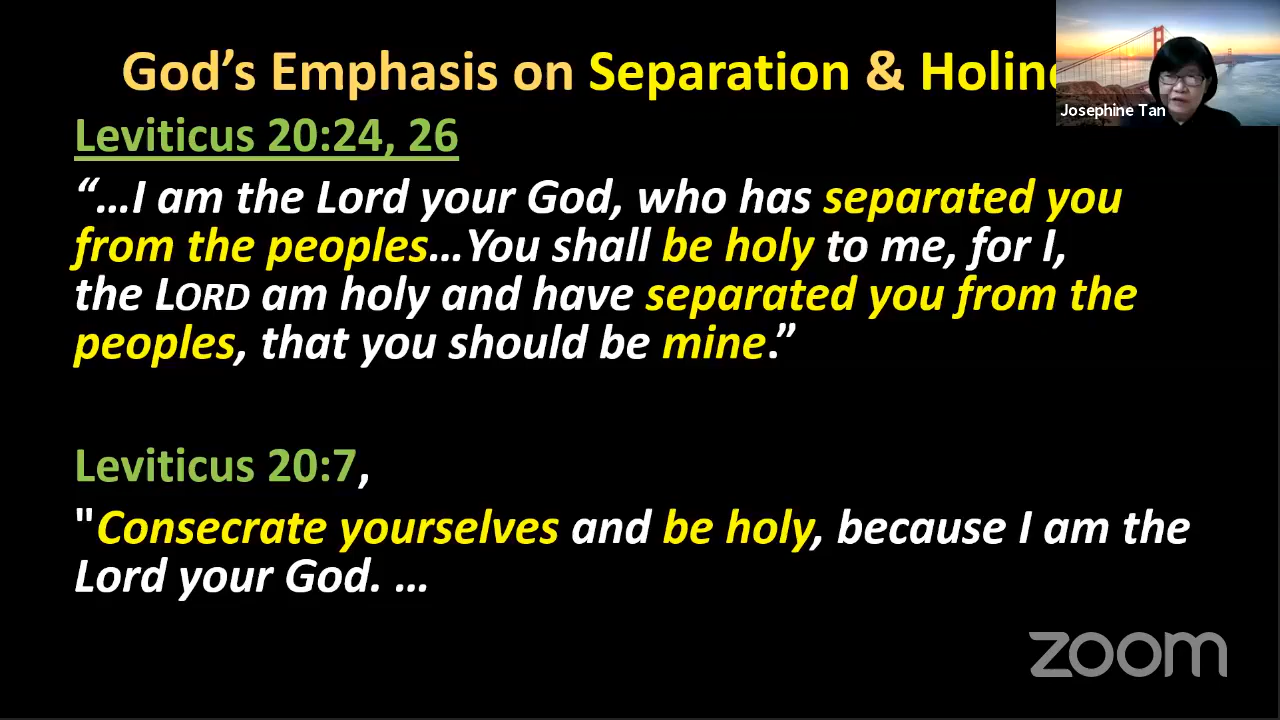 God’s Emphasis on Separation & Holine
Josephine Tan
Leviticus 20:24, 26
“…I am the Lord your God, who has separated you
from the peoples…You shall be holy to me, for I,
the LORD am holy and have separated you from the
peoples, that you should be mine.”
Leviticus 20:7,
"Consecrate yourselves and be holy, because I am the
Lord your God. …
zoom